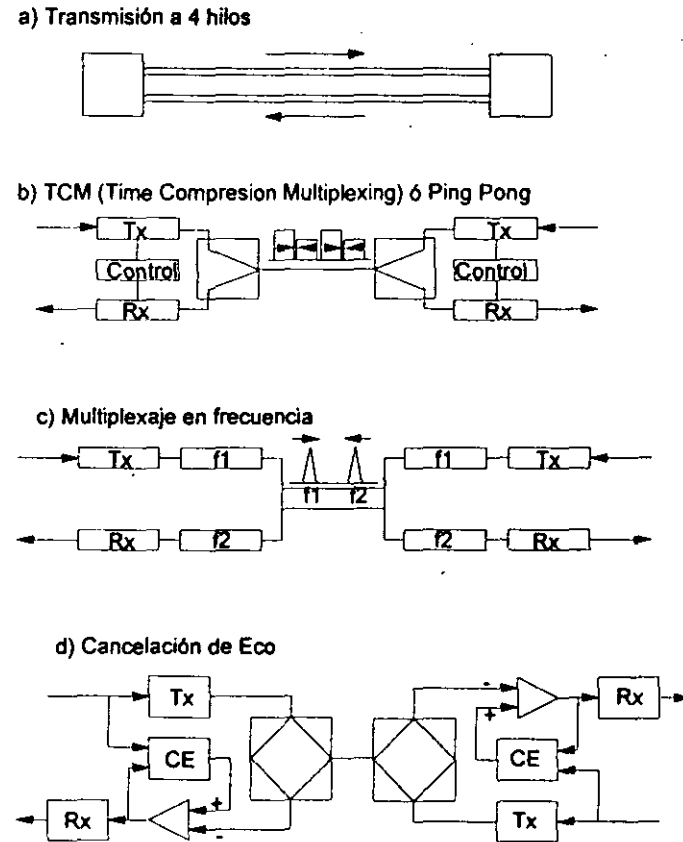 a) Transmisión a 4 hilos
b) TCM (Time Compresion Multiplexing) ó Ping Pong
Tx Tx
Control Control
Rx Rx
c) Multiplexaje en frecuencia
Tx f1 f1 Tx
f1 f2
Rx f2 f2 Rx
d) Cancelación de Eco
Tx - Rx
+
CE CE
+
Rx - Tx